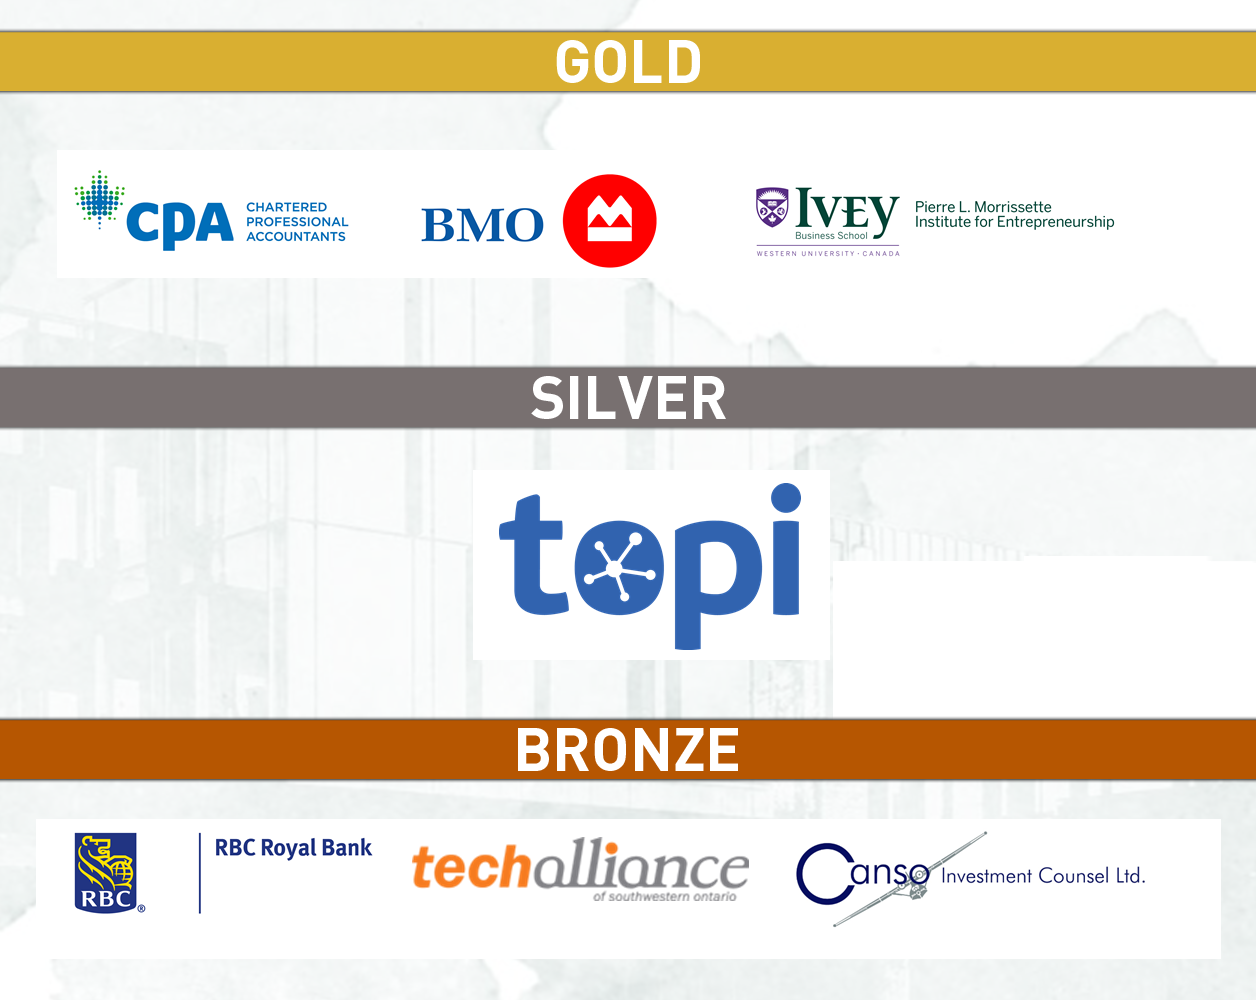 GOLD
CPA
CHARTERED
PROFESSIONAL
ACCOUNTANTS
BMO
IVEY
Business School
WESTERN UNIVERSITY · CANADA
Pierre L. Morrissette
Institute for Entrepreneurship
SILVER
topi
BRONZE
RBC
®
RBC Royal Bank
techalliance
of southwestern ontario
Canso Investment Counsel Ltd.